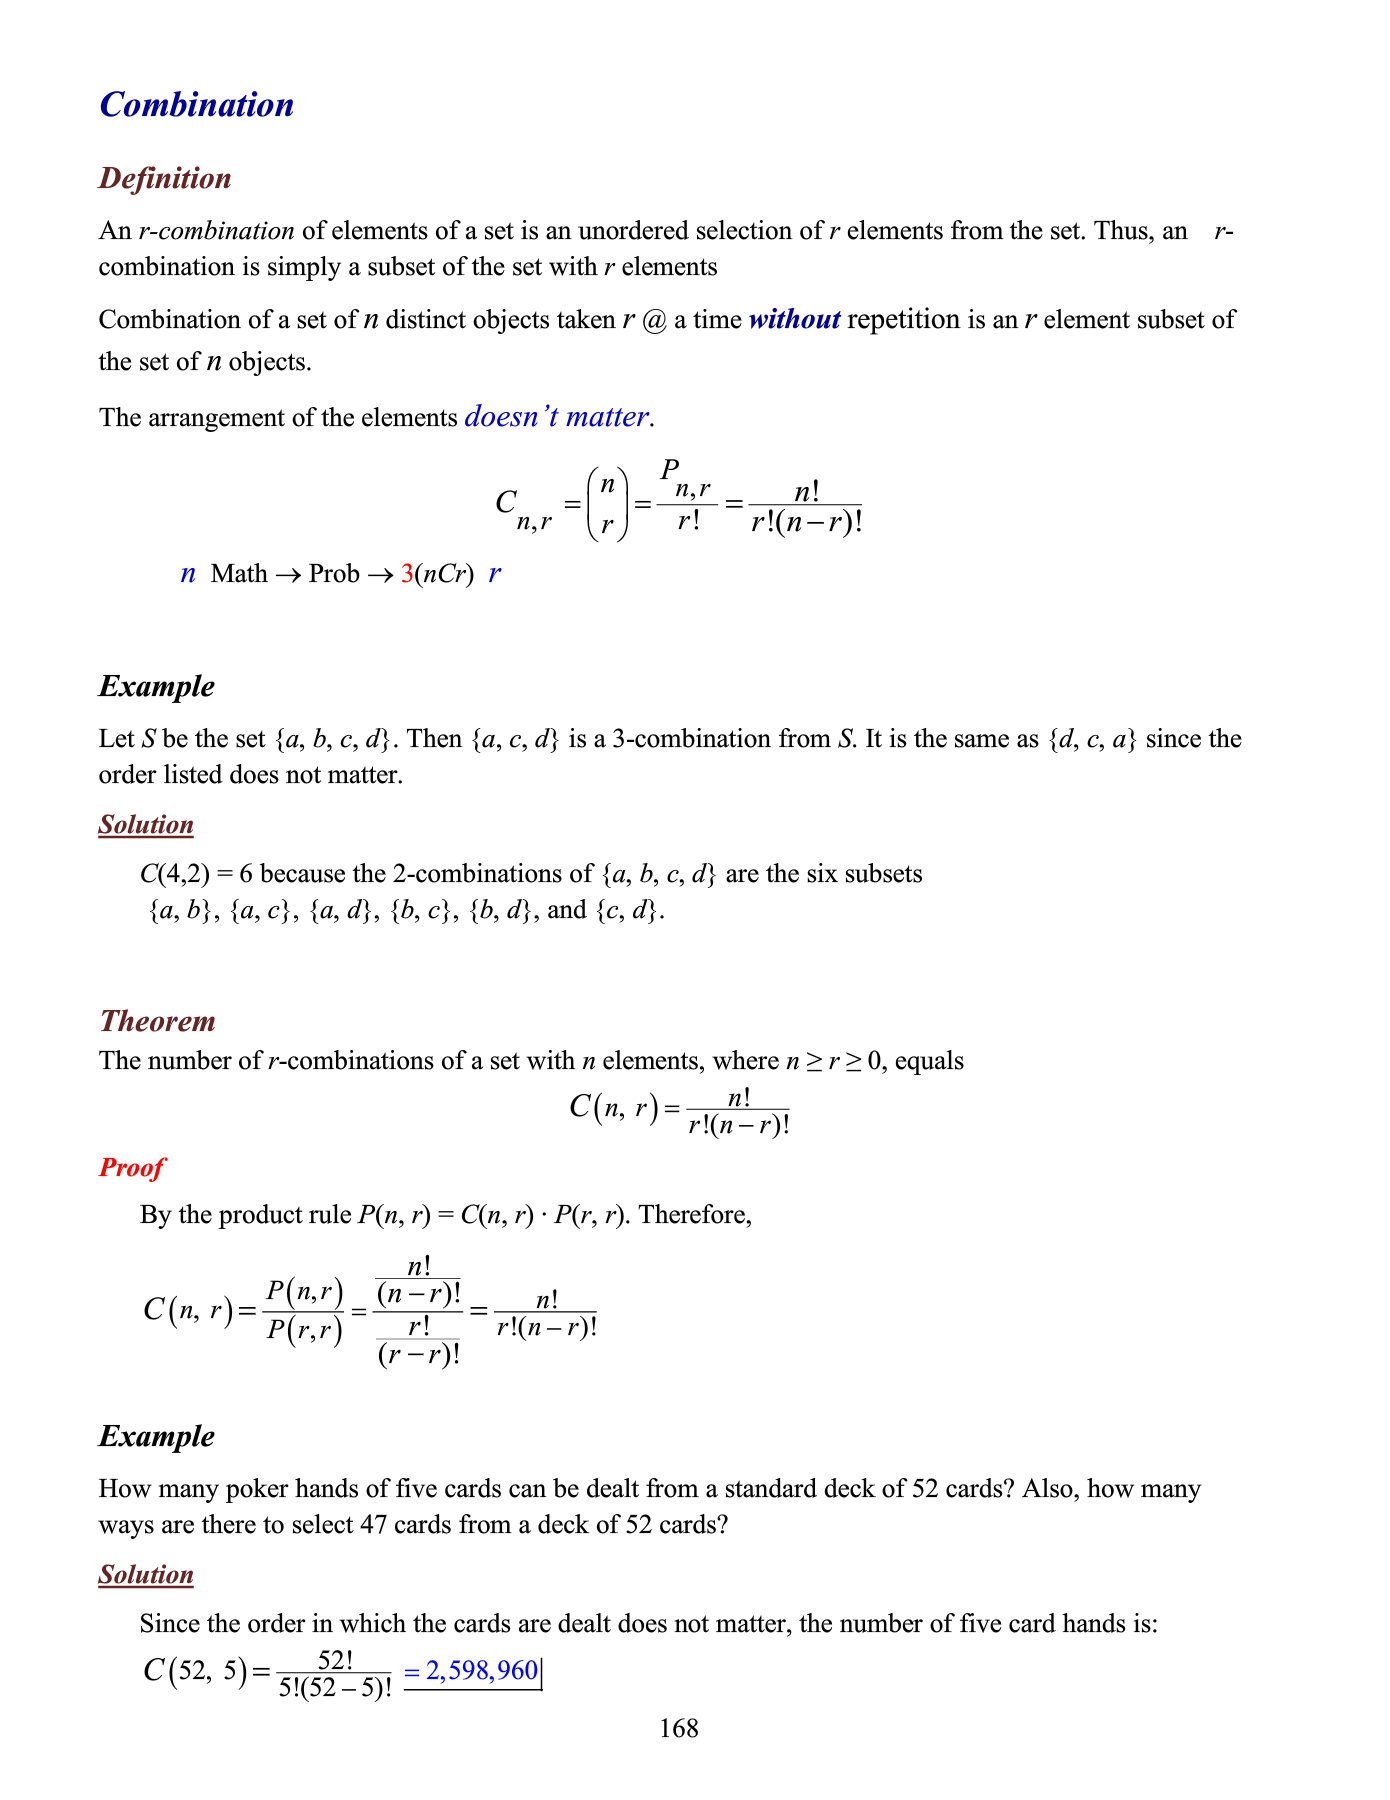 Combination
Definition
An r-combination of elements of a set is an unordered selection of r elements from the set. Thus, an r-
combination is simply a subset of the set with r elements
Combination of a set of n distinct objects taken r @ a time without repetition is an r element subset of
the set of n objects.
The arrangement of the elements doesn't matter.
C_{n,r} = \binom{n}{r} = \frac{P_{n,r}}{r!} = \frac{n!}{r!(n-r)!}
n Math → Prob → 3(nCr) r
Example
Let S be the set {a, b, c, d}. Then {a, c, d} is a 3-combination from S. It is the same as {d, c, a} since the
order listed does not matter.
Solution
C(4,2) = 6 because the 2-combinations of {a, b, c, d} are the six subsets
{a, b}, {a, c}, {a, d}, {b, c}, {b, d}, and {c, d}.
Theorem
The number of r-combinations of a set with n elements, where n ≥ r ≥ 0, equals
C(n, r) = \frac{n!}{r!(n-r)!}
Proof
By the product rule P(n, r) = C(n, r) · P(r, r). Therefore,
C(n, r) = \frac{P(n,r)}{P(r,r)} = \frac{\frac{n!}{(n-r)!}}{\frac{r!}{(r-r)!}} = \frac{n!}{r!(n-r)!}
Example
How many poker hands of five cards can be dealt from a standard deck of 52 cards? Also, how many
ways are there to select 47 cards from a deck of 52 cards?
Solution
Since the order in which the cards are dealt does not matter, the number of five card hands is:
C(52, 5) = \frac{52!}{5!(52-5)!} = 2,598,960|
168